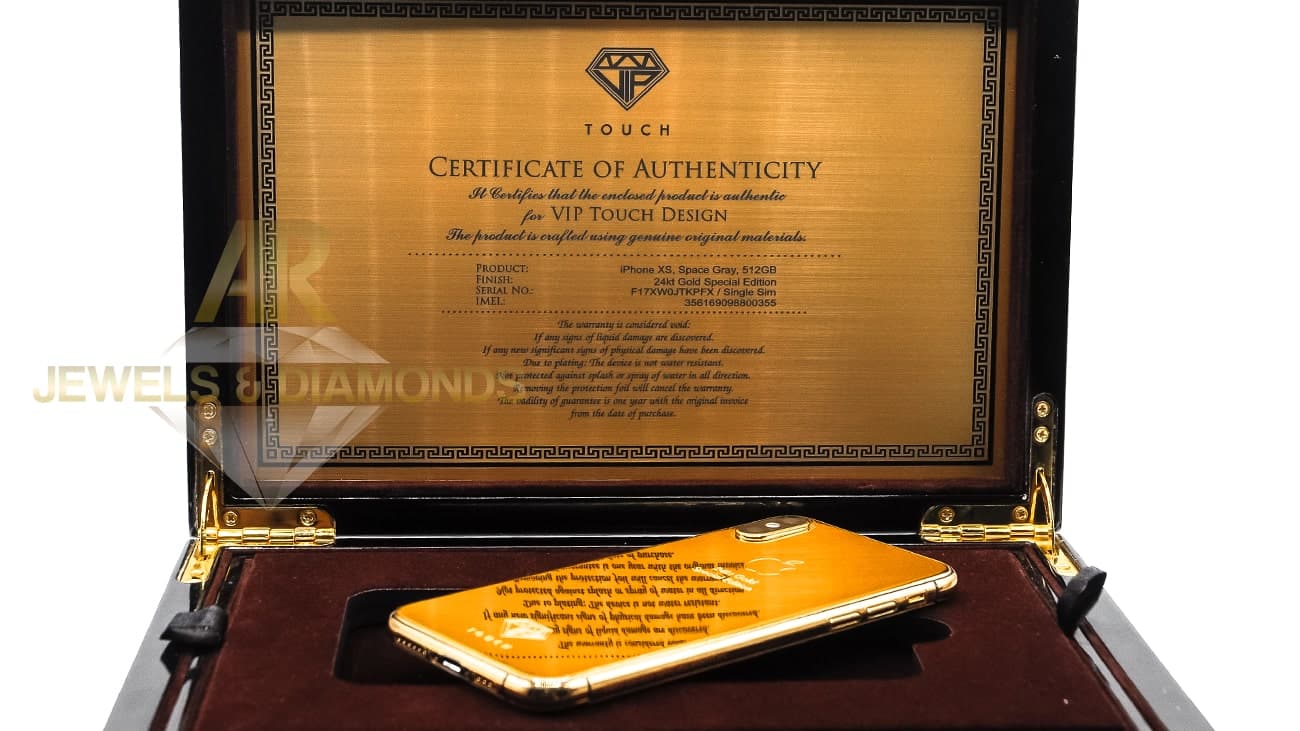 VIP
TOUCH
CERTIFICATE OF AUTHENTICITY
It Certifies that the enclosed product is authentic
for VIP TOUCH DESIGN
The product is crafted using genuine original materials.
PRODUCT: iPhone XS, Space Gray, 512GB
FINISH: 24kt Gold Special Edition
SERIAL NO.: F17XW0JTKPFX / Single Sim
IMEL: 356169098800355
The warranty is considered void:
If any signs of liquid damage are discovered.
If any new significant signs of physical damage have been discovered.
Due to plating: The device is not water resistant.
Not protected against splash or spray of water in all direction.
Removing the protection foil will cancel the warranty.
The vadility of guarantee is one year with the original invoice
from the date of purchase.
AR
JEWELS & DIAMONDS